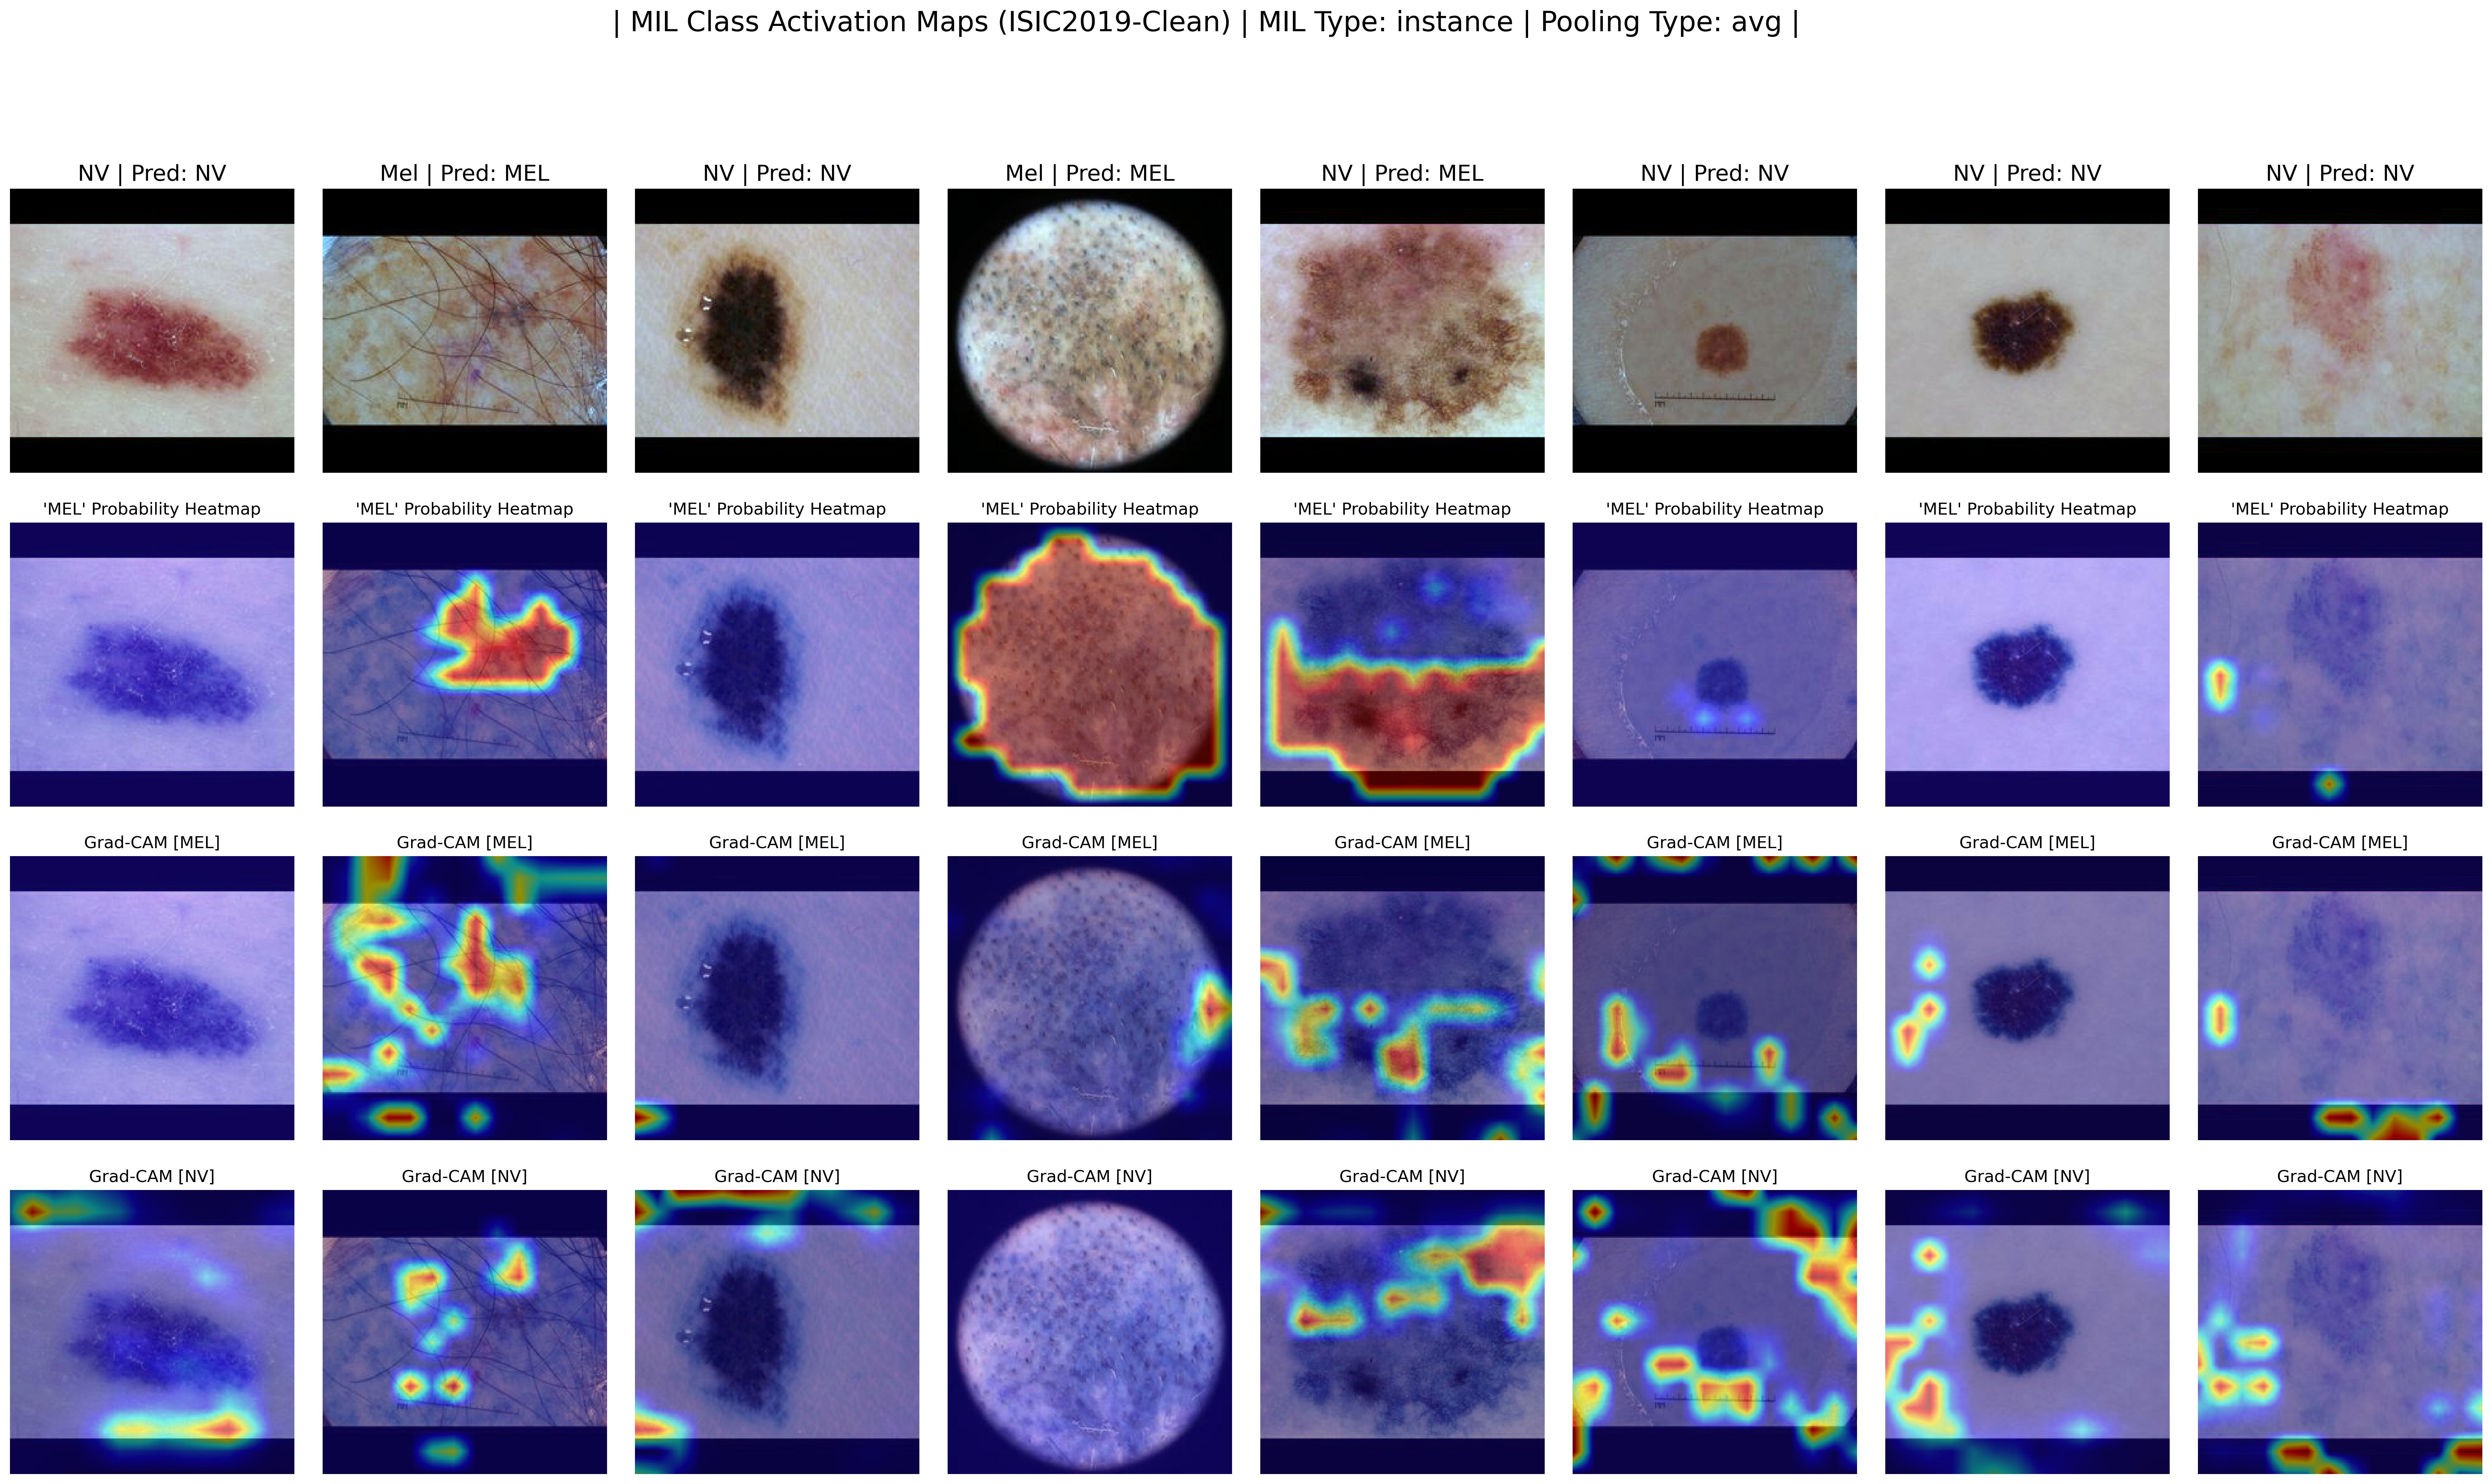 | MIL Class Activation Maps (ISIC2019-Clean) | MIL Type: instance | Pooling Type: avg |
NV | Pred: NV
Mel | Pred: MEL
NV | Pred: NV
Mel | Pred: MEL
NV | Pred: MEL
NV | Pred: NV
NV | Pred: NV
NV | Pred: NV
'MEL' Probability Heatmap
'MEL' Probability Heatmap
'MEL' Probability Heatmap
'MEL' Probability Heatmap
'MEL' Probability Heatmap
'MEL' Probability Heatmap
'MEL' Probability Heatmap
'MEL' Probability Heatmap
Grad-CAM [MEL]
Grad-CAM [MEL]
Grad-CAM [MEL]
Grad-CAM [MEL]
Grad-CAM [MEL]
Grad-CAM [MEL]
Grad-CAM [MEL]
Grad-CAM [MEL]
Grad-CAM [NV]
Grad-CAM [NV]
Grad-CAM [NV]
Grad-CAM [NV]
Grad-CAM [NV]
Grad-CAM [NV]
Grad-CAM [NV]
Grad-CAM [NV]